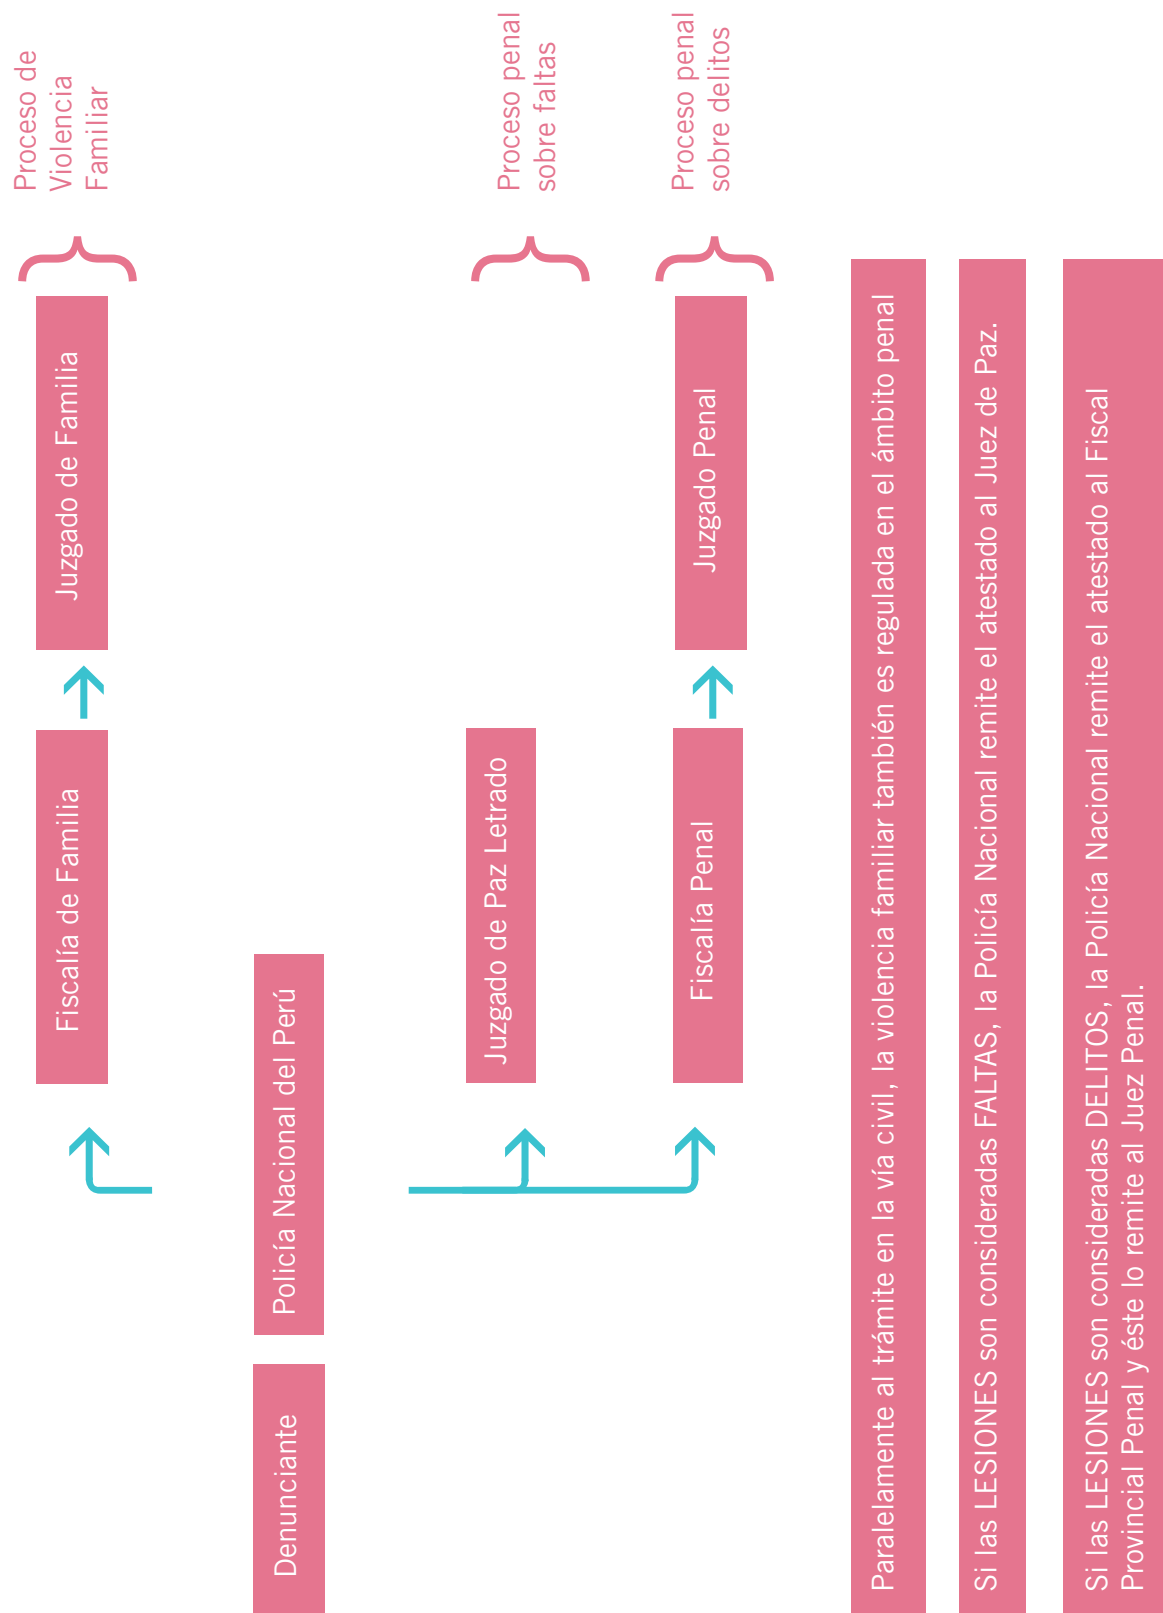 Denunciante
Policía Nacional del Perú
Fiscalía de Familia
Juzgado de Familia
Proceso de
Violencia
Familiar
Juzgado de Paz Letrado
Proceso penal
sobre faltas
Fiscalía Penal
Juzgado Penal
Proceso penal
sobre delitos
Paralelamente al trámite en la vía civil, la violencia familiar también es regulada en el ámbito penal
Si las LESIONES son consideradas FALTAS, la Policía Nacional remite el atestado al Juez de Paz.
Si las LESIONES son consideradas DELITOS, la Policía Nacional remite el atestado al Fiscal
Provincial Penal y éste lo remite al Juez Penal.